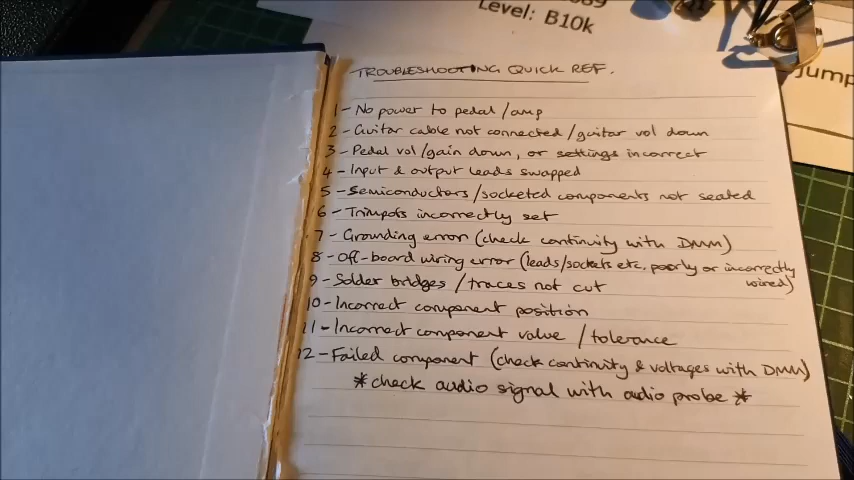 Level: B10k
jump
TROUBLESHOOTING QUICK REF.
1 - No power to pedal/amp
2 - Guitar cable not connected/guitar vol down
3 - Pedal vol/gain down, or settings incorrect
4 - Input & output leads swapped
5 - Semiconductors/socketed components not seated
6 - Trimpots incorrectly set
7 - Grounding error (check continuity with DMM)
8 - Off-board wiring error (leads/sockets etc. poorly or incorrectly
wired)
9 - Solder bridges/traces not cut
10 - Incorrect component position
11 - Incorrect component value/tolerance
12 - Failed component (check continuity & voltages with DMM)
*check audio signal with audio probe*